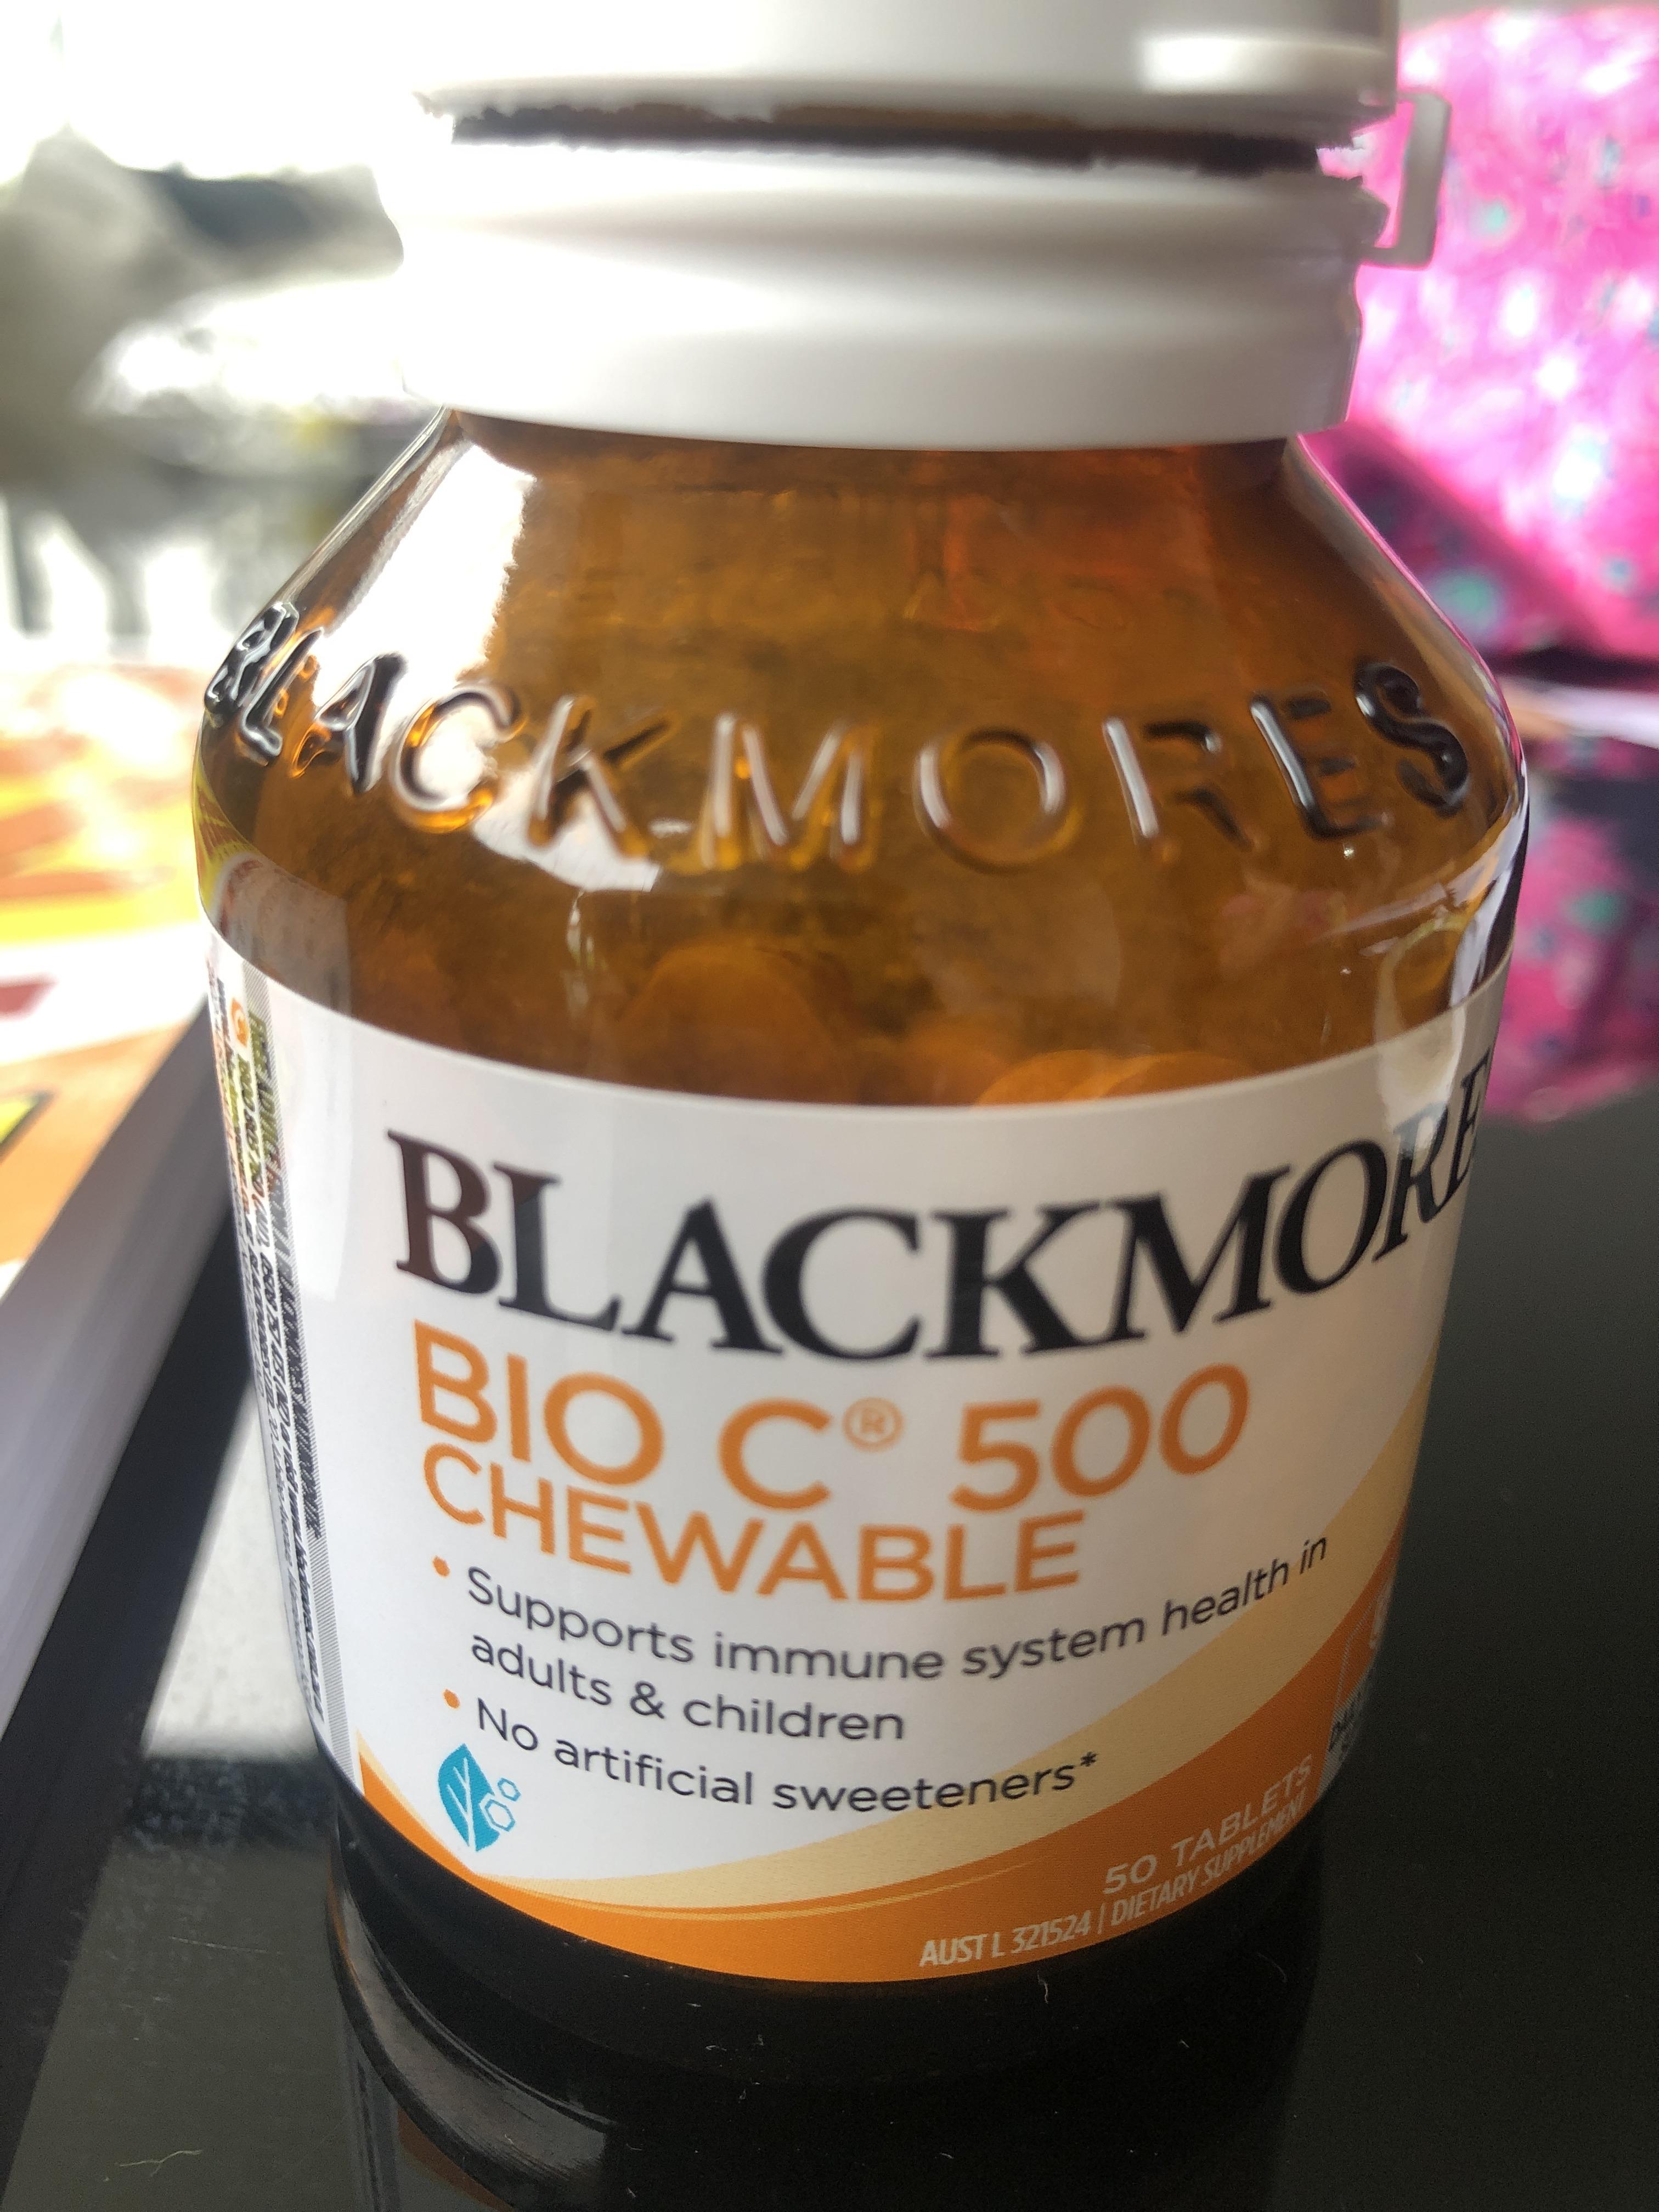 BLACKMORES
BLACKMORE
BIO C® 500
CHEWABLE
• Supports immune system health in
adults & children
• No artificial sweeteners*
50 TABLETS
AUST L 321524 | DIETARY SUPPLEMENT